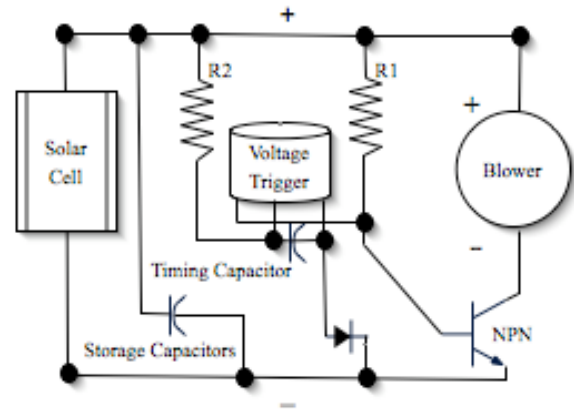 +
R2
R1
Solar
Cell
Voltage
Trigger
+
Blower
-
Timing Capacitor
Storage Capacitors
NPN
-